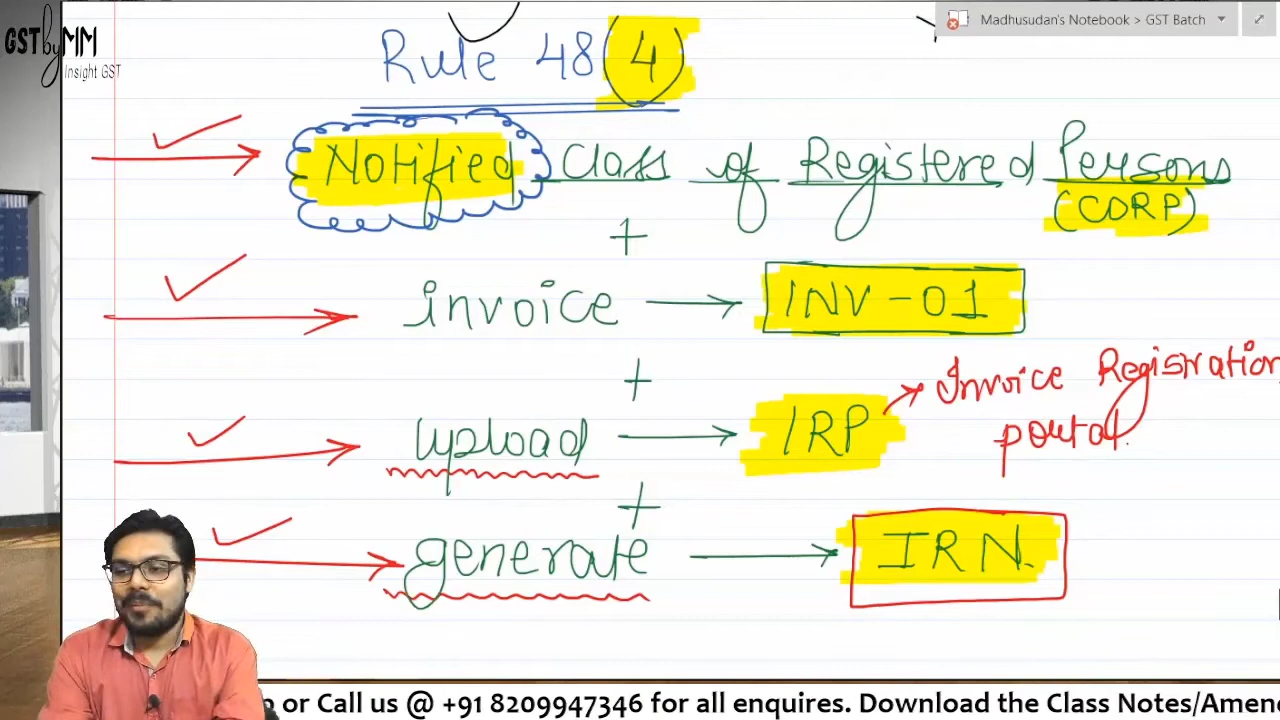 GST by MM
Insight GST
Madhusudan's Notebook > GST Batch
Rule 48(4)
Notified Class of Registered Persons
(CORP)
+
invoice → INV-01
+
upload → IRP → Invoice Registration
portal.
+
generate → IRN.
or Call us @ +91 8209947346 for all enquires. Download the Class Notes/Amen